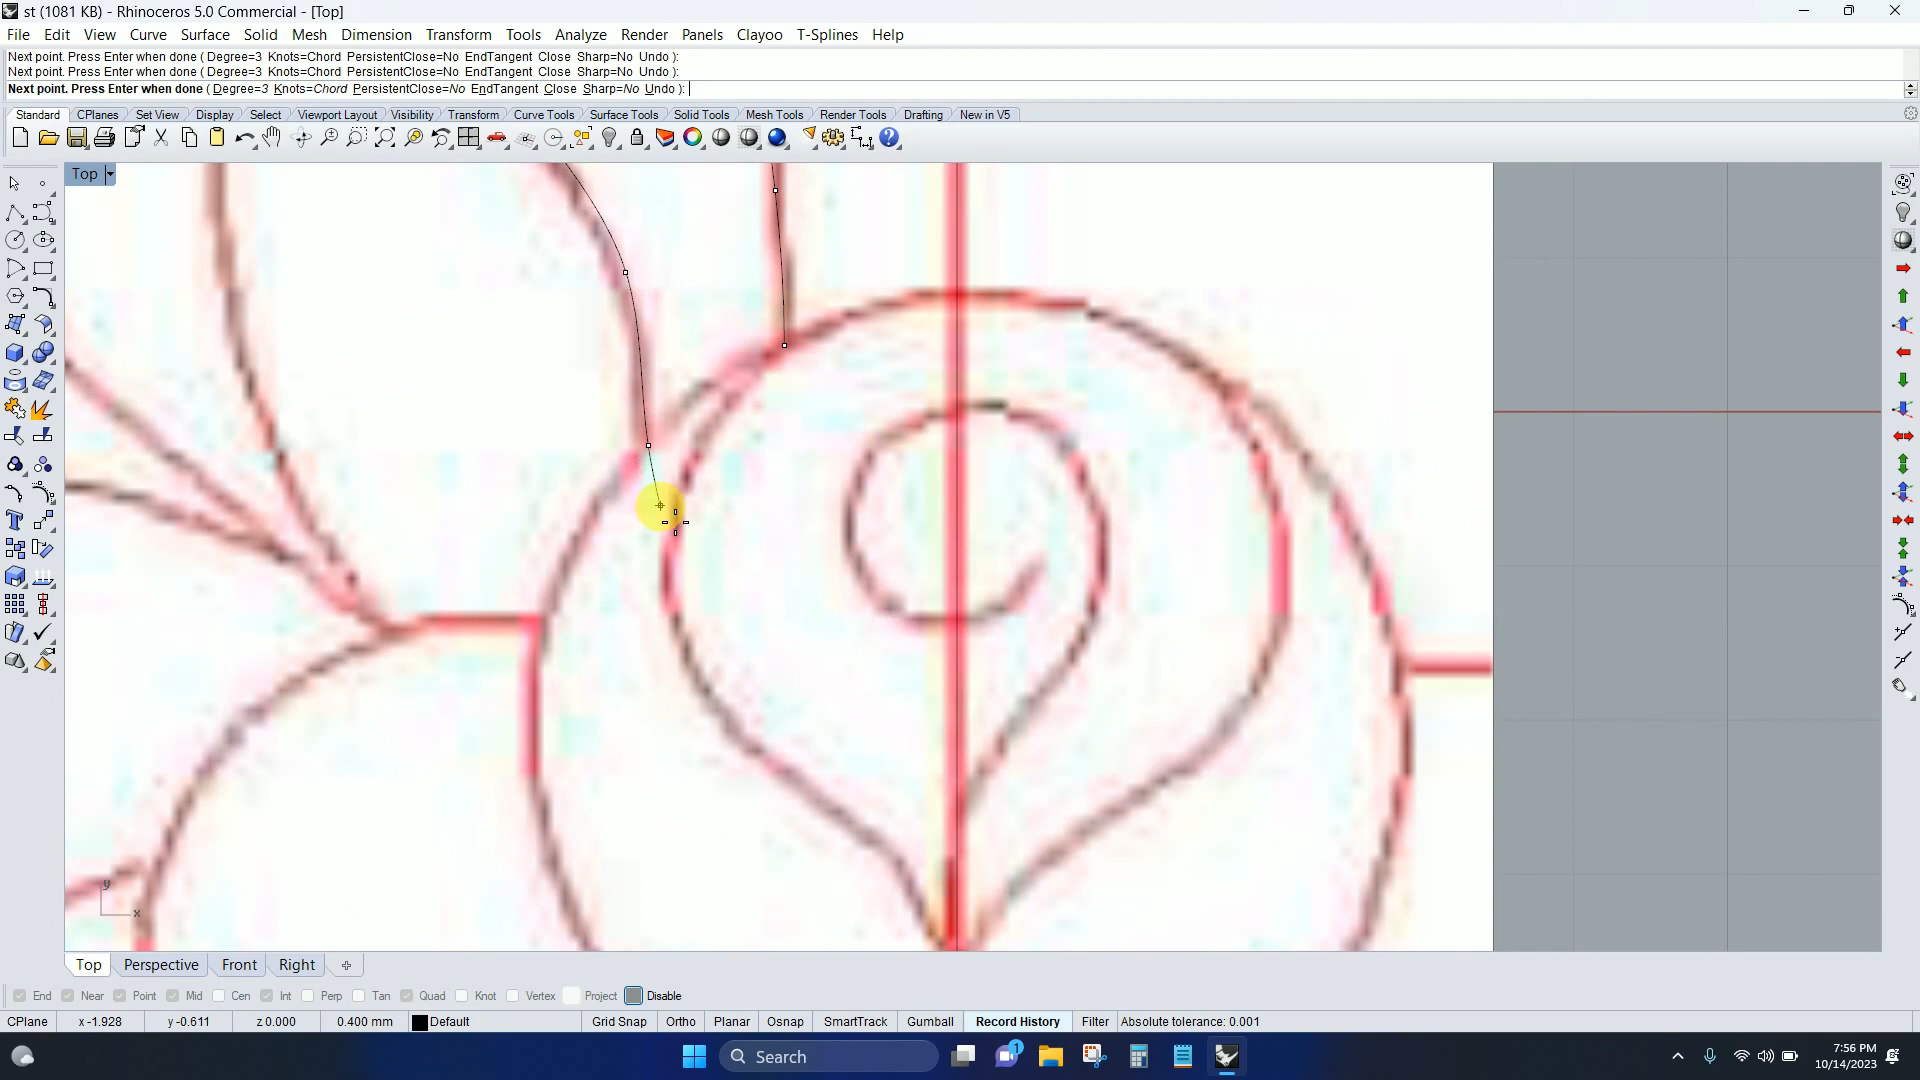 st (1081 KB) - Rhinoceros 5.0 Commercial - [Top]
File Edit View Curve Surface Solid Mesh Dimension Transform Tools Analyze Render Panels Clayoo T-Splines Help
Next point. Press Enter when done ( Degree=3 Knots=Chord PersistentClose=No EndTangent Close Sharp=No Undo ):
Next point. Press Enter when done ( Degree=3 Knots=Chord PersistentClose=No EndTangent Close Sharp=No Undo ):
Next point. Press Enter when done ( Degree=3 Knots=Chord PersistentClose=No EndTangent Close Sharp=No Undo ):
Standard CPlanes Set View Display Select Viewport Layout Visibility Transform Curve Tools Surface Tools Solid Tools Mesh Tools Render Tools Drafting New in V5
Top
y
x
Top Perspective Front Right
End Near Point Mid Cen Int Perp Tan Quad Knot Vertex Project Disable
CPlane x -1.928 y -0.611 z 0.000 0.400 mm Default Grid Snap Ortho Planar Osnap SmartTrack Gumball Record History Filter Absolute tolerance: 0.001
Search
1
7:56 PM
10/14/2023